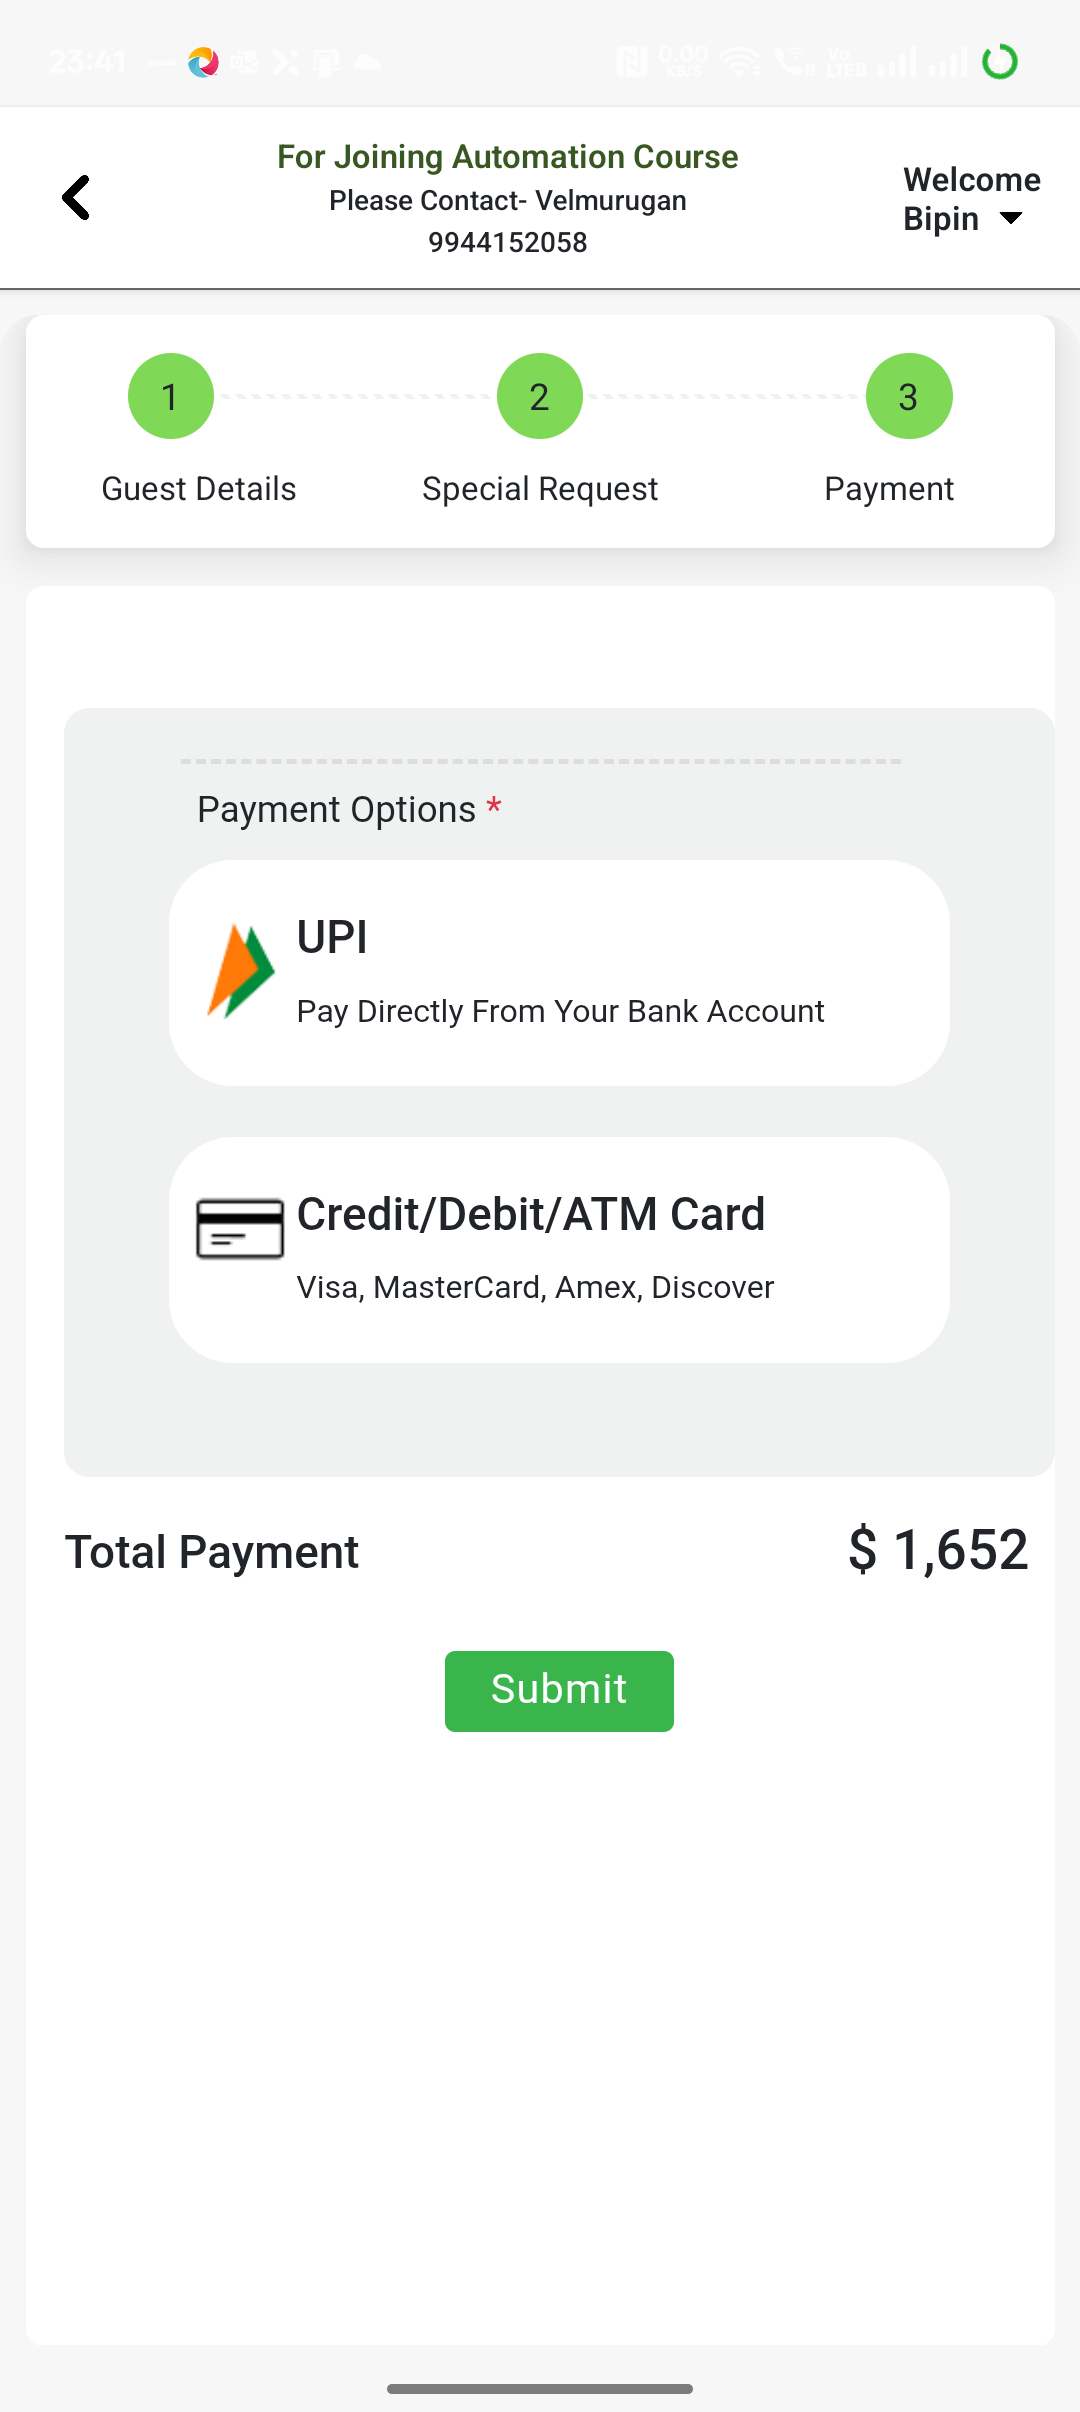 23:41
0.00
KB/S
Vo
LTE
For Joining Automation Course
Please Contact- Velmurugan
9944152058
Welcome
Bipin
1
2
3
Guest Details
Special Request
Payment
Payment Options *
UPI
Pay Directly From Your Bank Account
Credit/Debit/ATM Card
Visa, MasterCard, Amex, Discover
Total Payment
$ 1,652
Submit